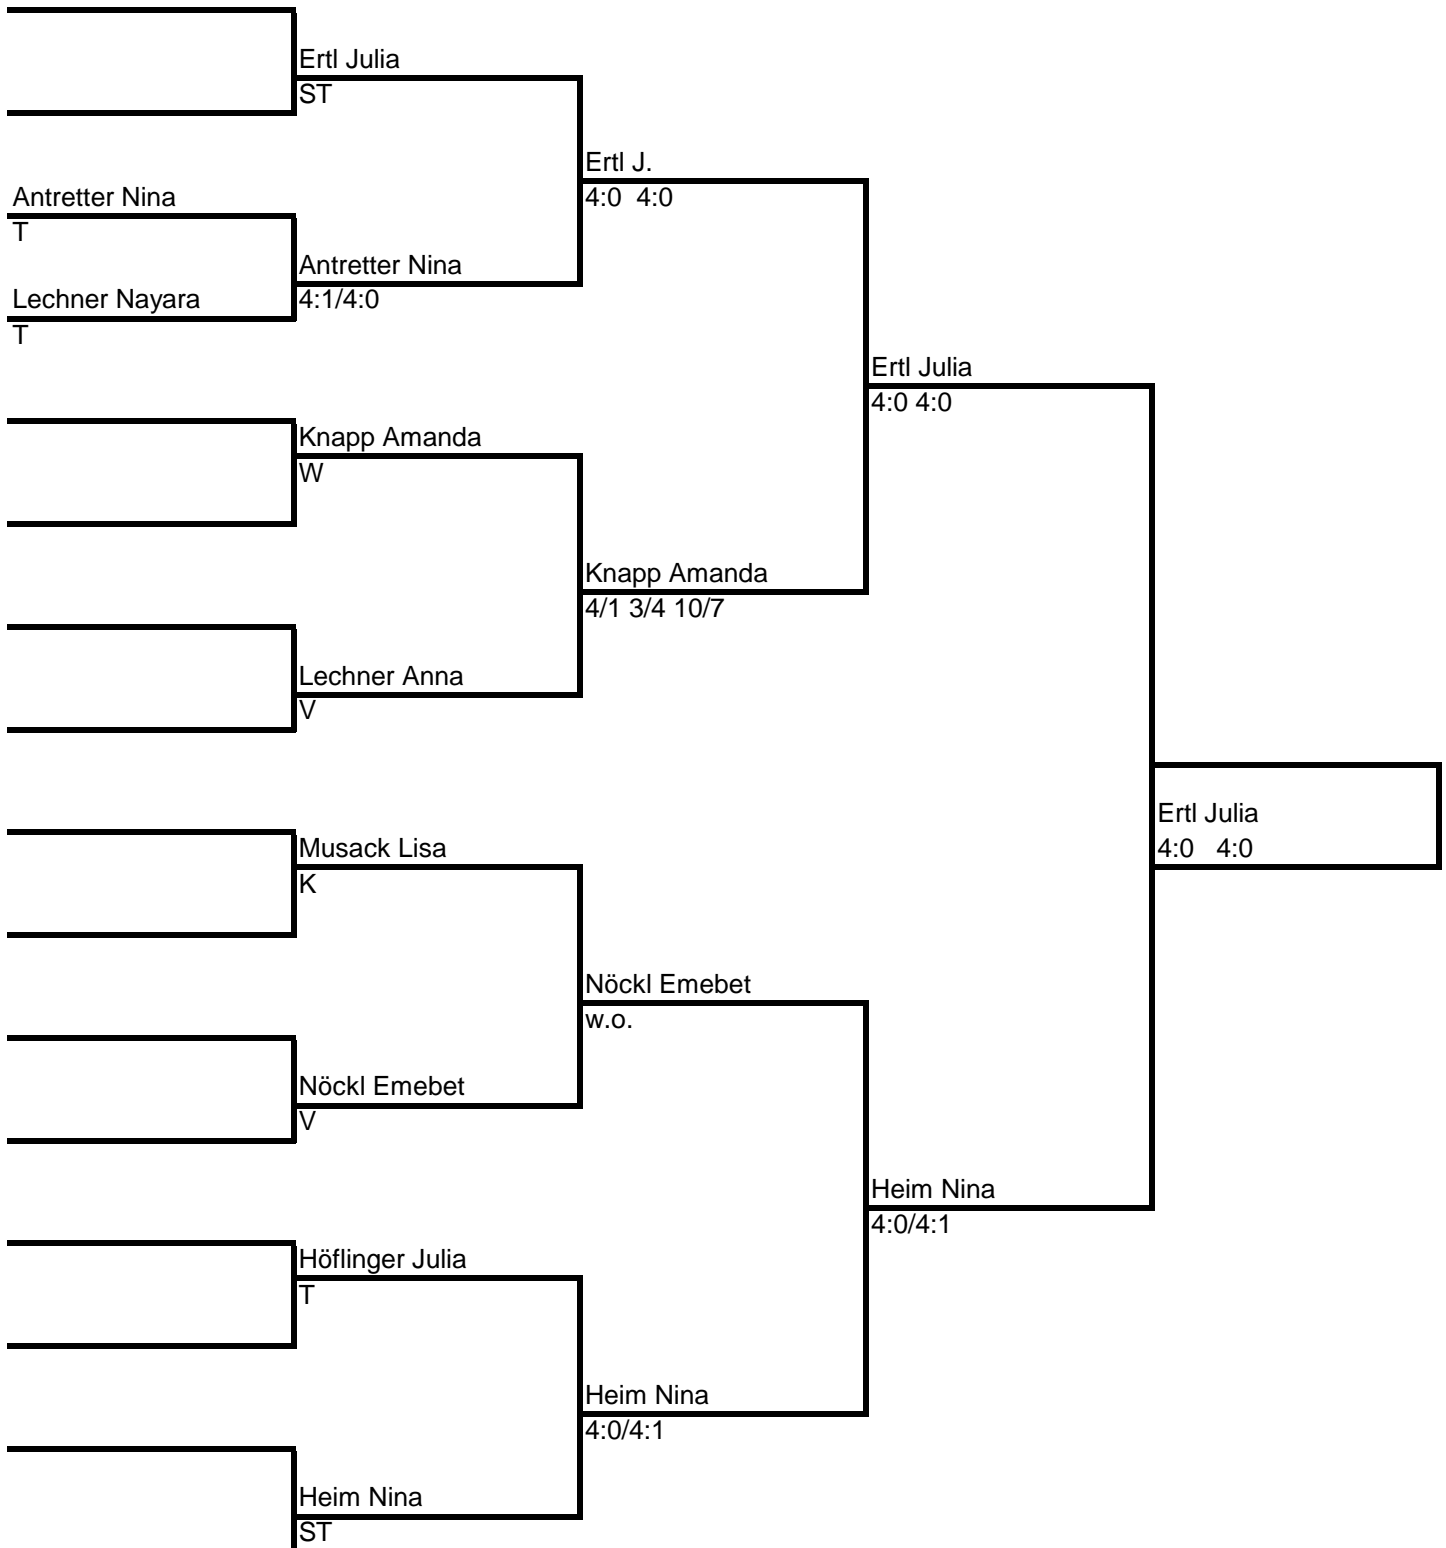 Ertl Julia
ST
Ertl J.
4:0  4:0
Antretter Nina
T
Antretter Nina
4:1/4:0
Lechner Nayara
T
Ertl Julia
4:0 4:0
Knapp Amanda
W
Knapp Amanda
4/1 3/4 10/7
Lechner Anna
V
Ertl Julia
4:0   4:0
Musack Lisa
K
Nöckl Emebet
w.o.
Nöckl Emebet
V
Heim Nina
4:0/4:1
Höflinger Julia
T
Heim Nina
4:0/4:1
Heim Nina
ST